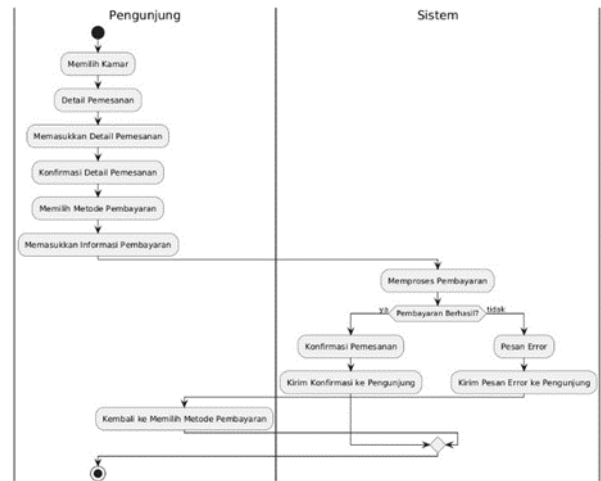 Pengunjung
Sistem
Memilih Kamar
Detail Pemesanan
Memasukkan Detail Pemesanan
Konfirmasi Detail Pemesanan
Memilih Metode Pembayaran
Memasukkan Informasi Pembayaran
Memproses Pembayaran
ya
Pembayaran Berhasil?
tidak
Konfirmasi Pemesanan
Pesan Error
Kirim Konfirmasi ke Pengunjung
Kirim Pesan Error ke Pengunjung
Kembali ke Memilih Metode Pembayaran